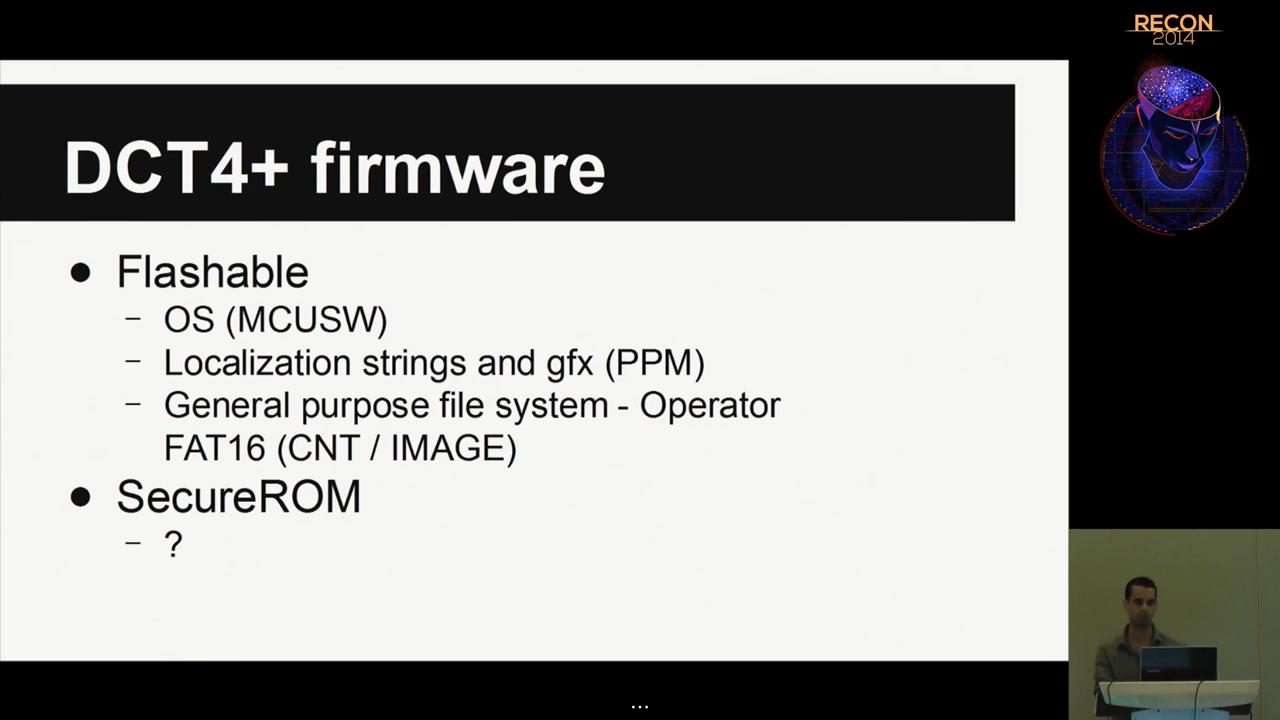 RECON
2014
DCT4+ firmware
● Flashable
– OS (MCUSW)
– Localization strings and gfx (PPM)
– General purpose file system - Operator
FAT16 (CNT / IMAGE)
● SecureROM
– ?
...